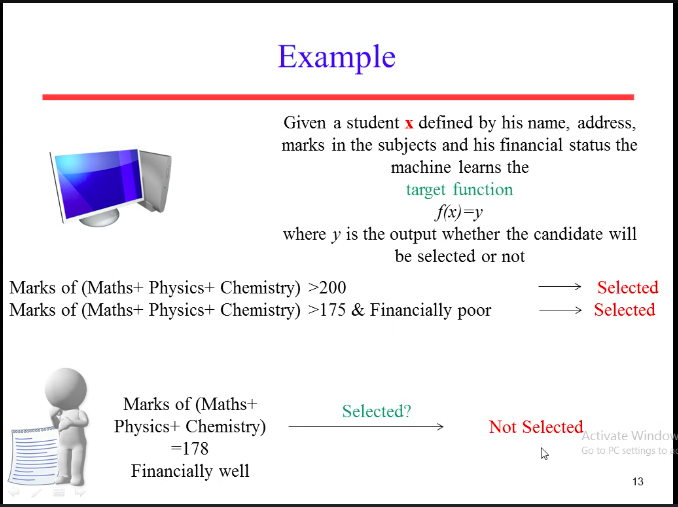 Example
Given a student x defined by his name, address,
marks in the subjects and his financial status the
machine learns the
target function
f(x)=y
where y is the output whether the candidate will
be selected or not
Marks of (Maths+ Physics+ Chemistry) >200 Selected
Marks of (Maths+ Physics+ Chemistry) >175 & Financially poor Selected
Marks of (Maths+
Physics+ Chemistry)
=178
Financially well
Selected?
Not Selected
Activate Window
Go to PC settings to a
13